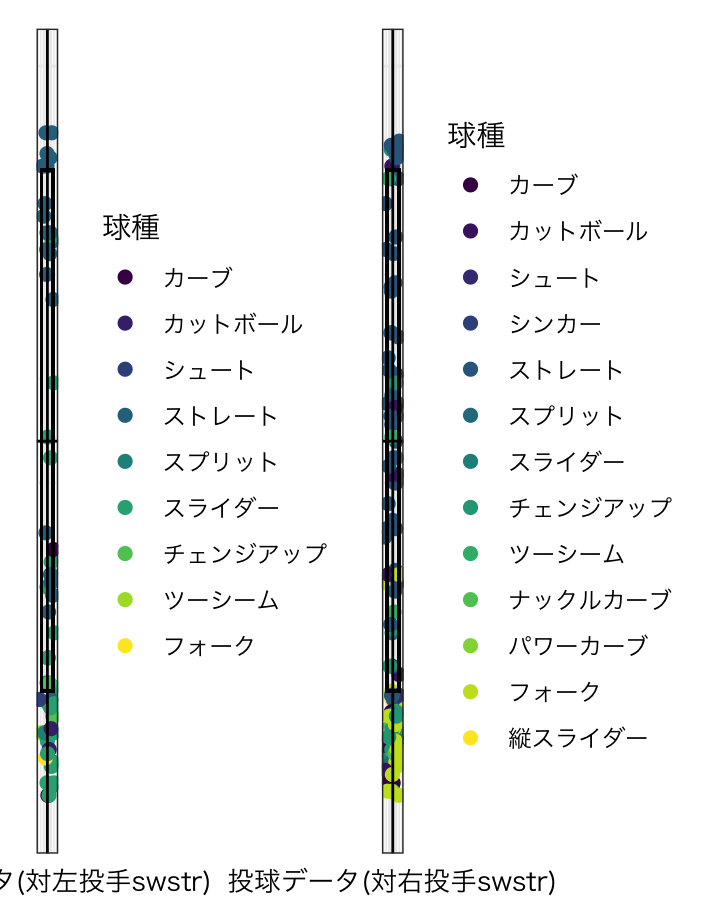 球種
カーブ
カットボール
シュート
ストレート
スプリット
スライダー
チェンジアップ
ツーシーム
フォーク
球種
カーブ
カットボール
シュート
シンカー
ストレート
スプリット
スライダー
チェンジアップ
ツーシーム
ナックルカーブ
パワーカーブ
フォーク
縦スライダー
タ(対左投手swstr)
投球データ(対右投手swstr)